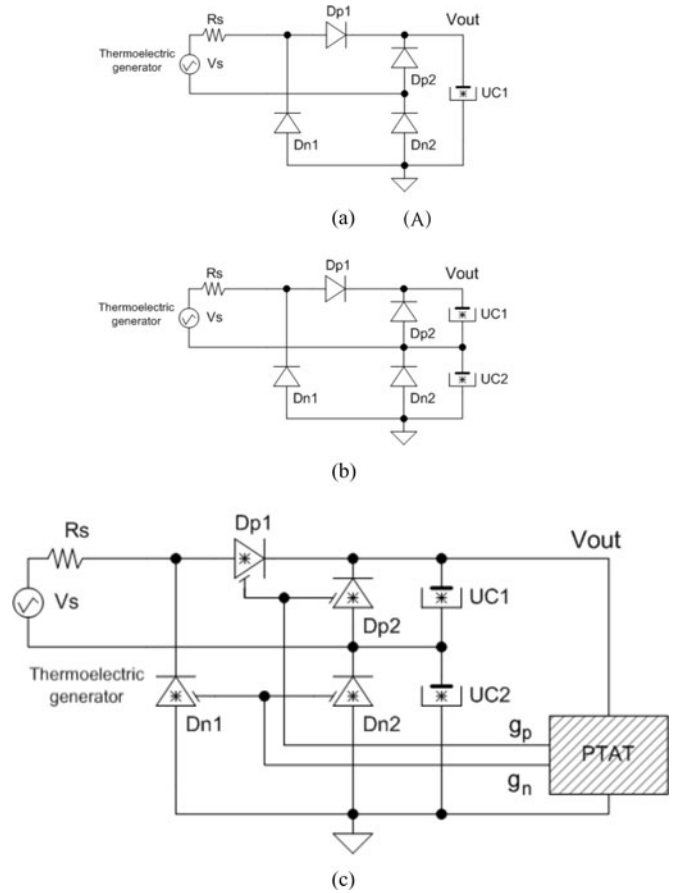 Dp1
Vout
Rs
Thermoelectric
generator
Vs
Dp2
UC1
Dn1
Dn2
(a) (A)
Dp1
Vout
Rs
Thermoelectric
generator
Vs
Dp2
UC1
Dn1
Dn2
UC2
(b)
Dp1
Rs
Vout
Vs
Dp2
UC1
Thermoelectric
generator
Dn1
Dn2
UC2
gp
PTAT
gn
(c)